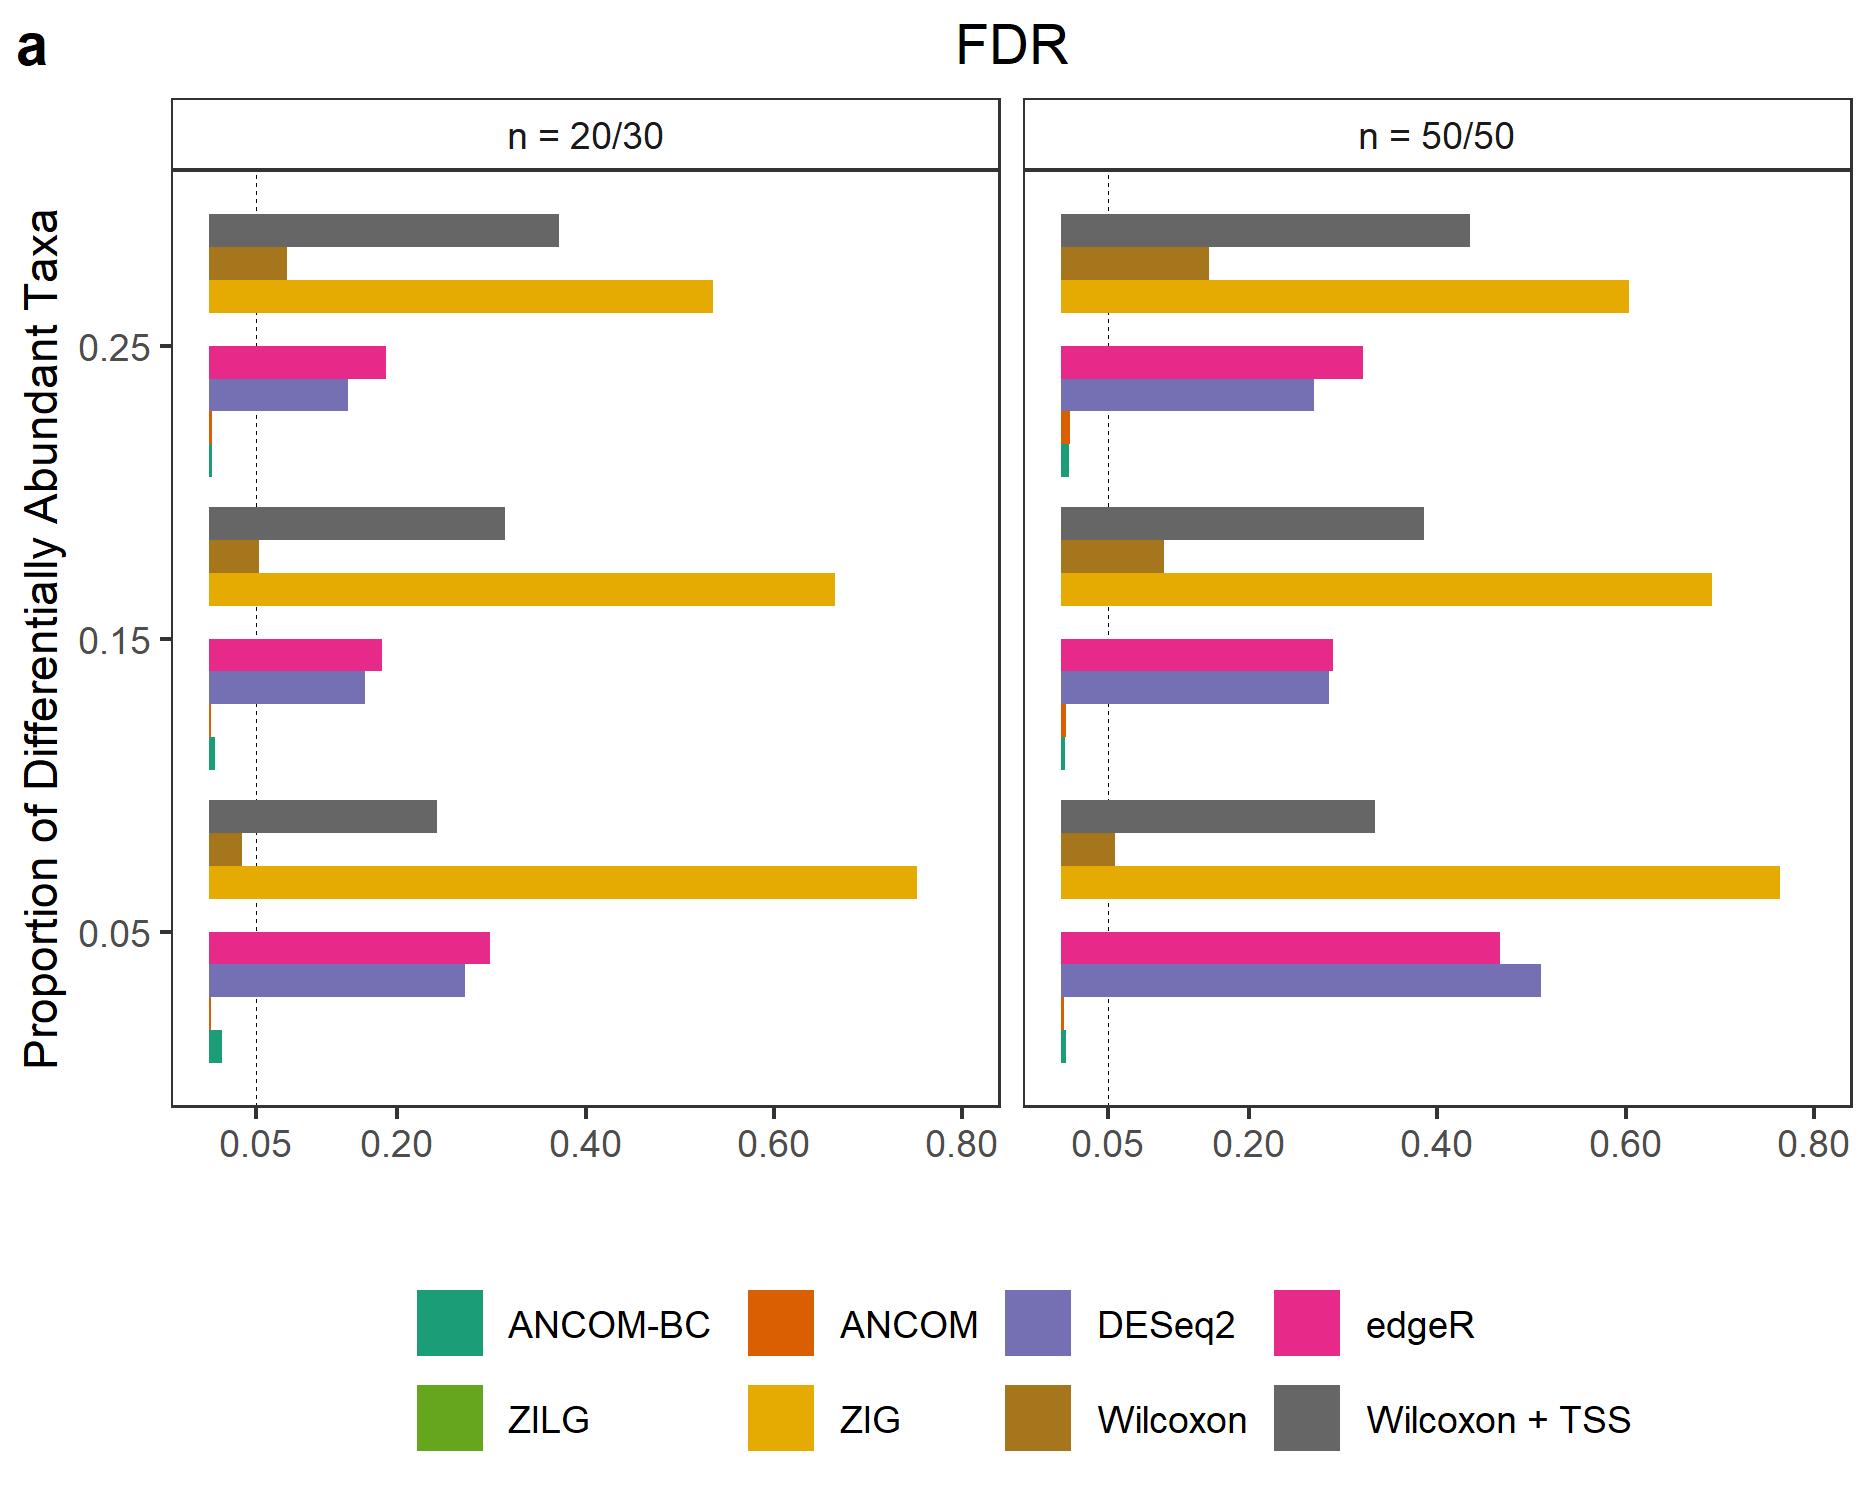 a
FDR
n = 20/30
n = 50/50
Proportion of Differentially Abundant Taxa
0.25
0.15
0.05
0.05 0.20 0.40 0.60 0.80
0.05 0.20 0.40 0.60 0.80
ANCOM-BC ANCOM DESeq2 edgeR
ZILG ZIG Wilcoxon Wilcoxon + TSS